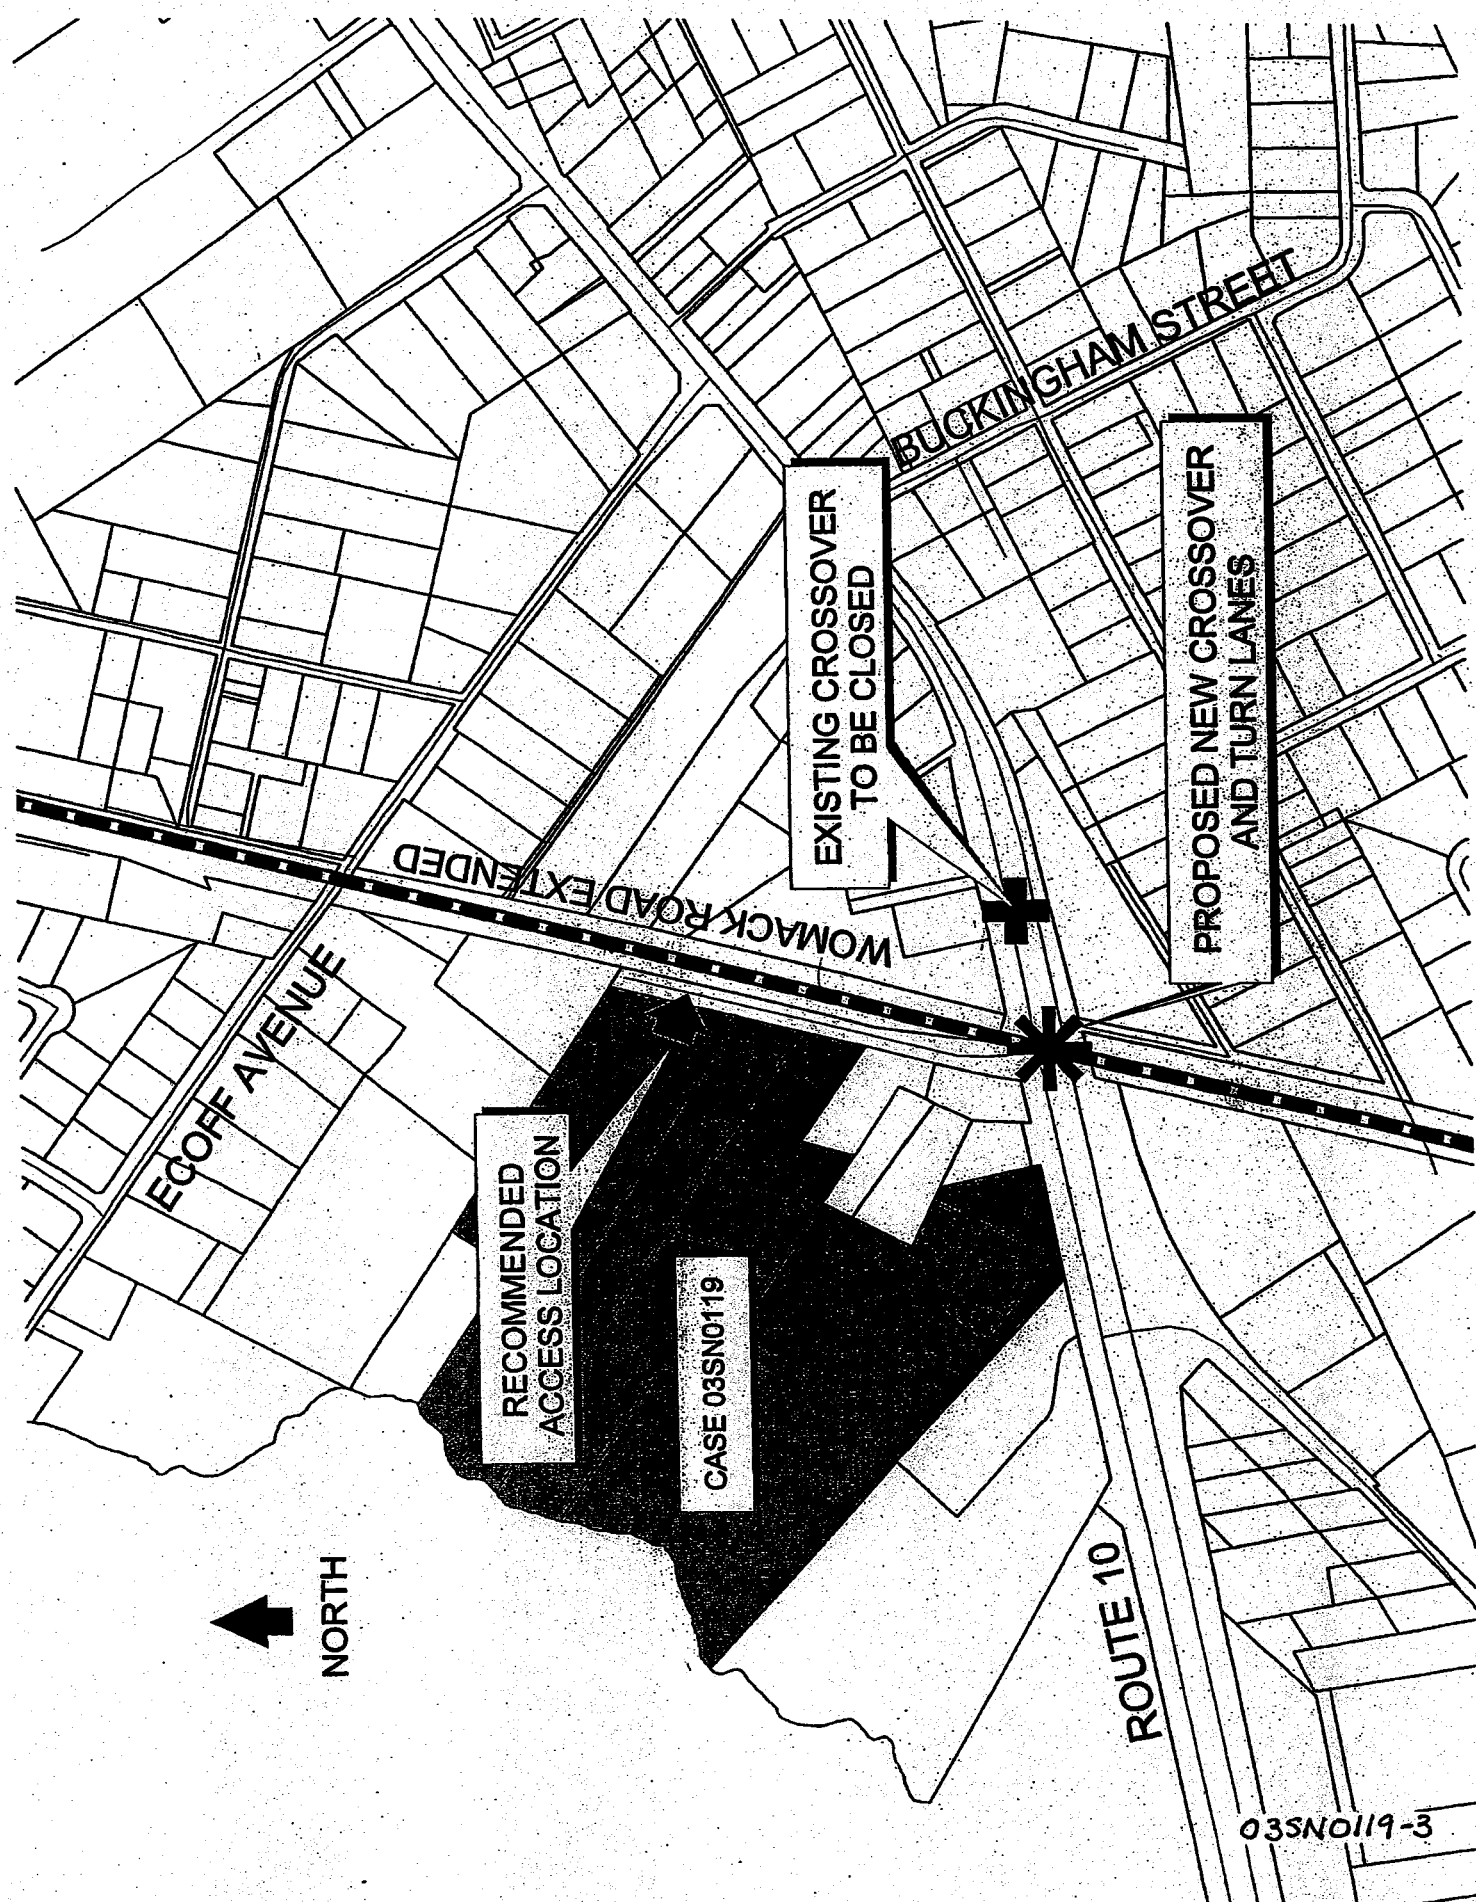 NORTH
ECOFF AVENUE
RECOMMENDED
ACCESS LOCATION
CASE 03SN0119
WOMACK ROAD EXTENDED
EXISTING CROSSOVER
TO BE CLOSED
BUCKINGHAM STREET
PROPOSED NEW CROSSOVER
AND TURN LANES
ROUTE 10
03SN0119-3